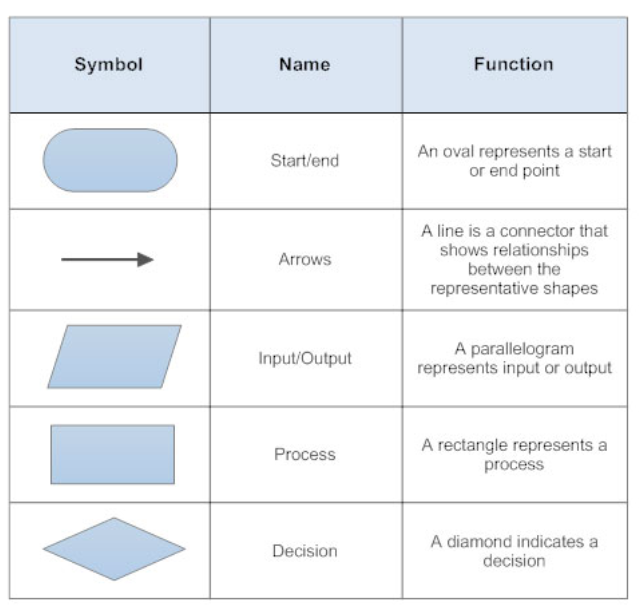 Symbol
Name
Function
Start/end
An oval represents a start
or end point
Arrows
A line is a connector that
shows relationships
between the
representative shapes
Input/Output
A parallelogram
represents input or output
Process
A rectangle represents a
process
Decision
A diamond indicates a
decision